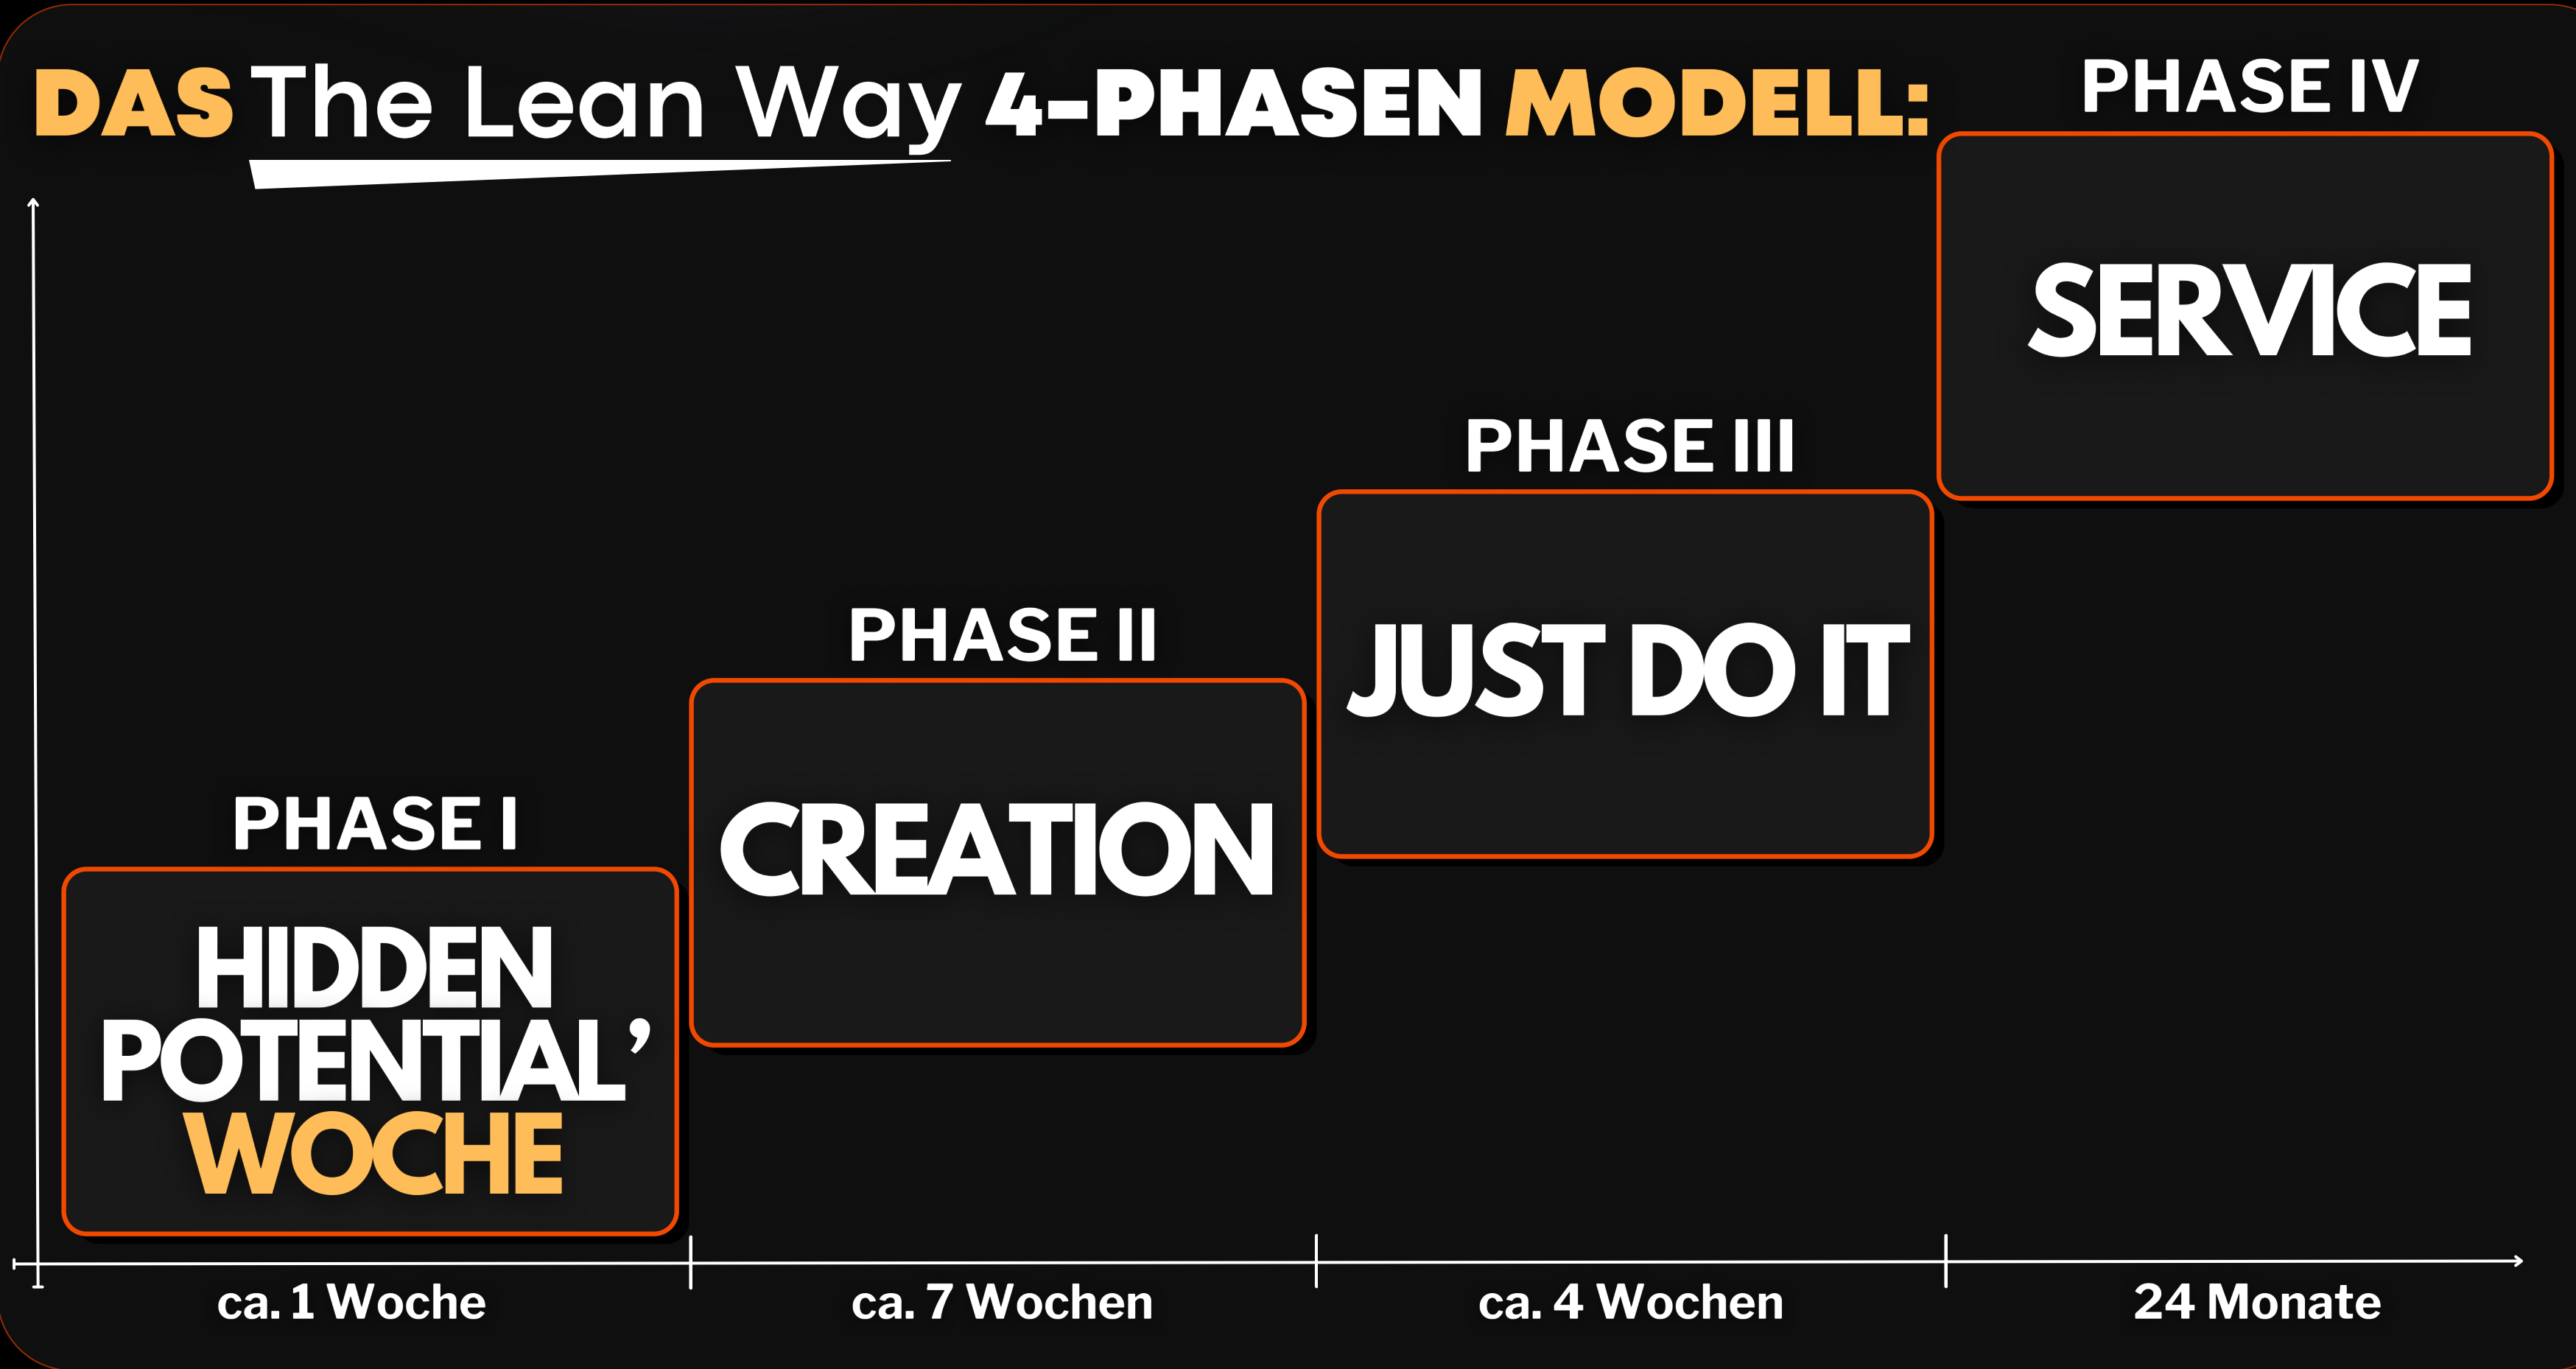 DAS The Lean Way 4-PHASEN MODELL:
PHASE IV
SERVICE
PHASE III
JUST DO IT
PHASE II
CREATION
PHASE I
HIDDEN
POTENTIAL’
WOCHE
ca. 1 Woche
ca. 7 Wochen
ca. 4 Wochen
24 Monate